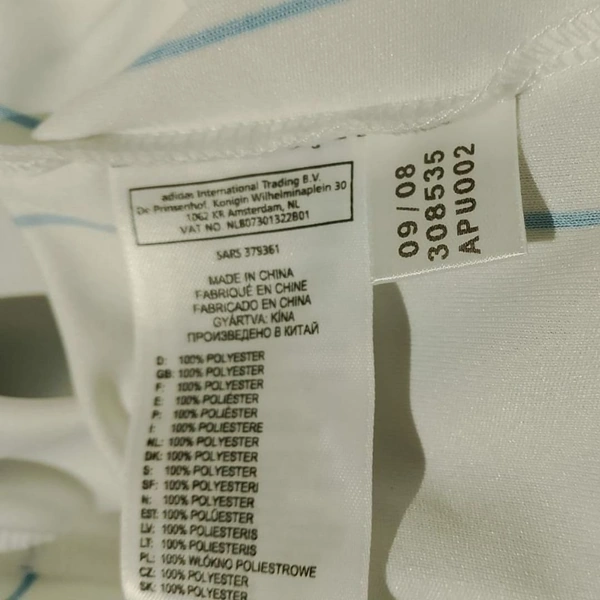 adidas International Trading B.V.
De Prinsenhof, Konigin Wilhelminaplein 30
1062 KR Amsterdam, NL
VAT NO. NL807301322B01
SARS 379361
MADE IN CHINA
FABRIQUÉ EN CHINE
FABRICADO EN CHINA
GYÁRTVA: KÍNA
ПРОИЗВЕДЕНО В КИТАЙ
D: 100% POLYESTER
GB: 100% POLYESTER
F: 100% POLYESTER
E: 100% POLIÉSTER
P: 100% POLIÉSTER
I: 100% POLIESTERE
NL: 100% POLYESTER
DK: 100% POLYESTER
S: 100% POLYESTER
SF: 100% POLYESTERI
N: 100% POLYESTER
EST: 100% POLÜESTER
LV: 100% POLIESTERIS
LT: 100% POLIESTERIS
PL: 100% WŁÓKNO POLIESTROWE
CZ: 100% POLYESTER
SK: 100% POLYESTER
09/08
308535
APU002